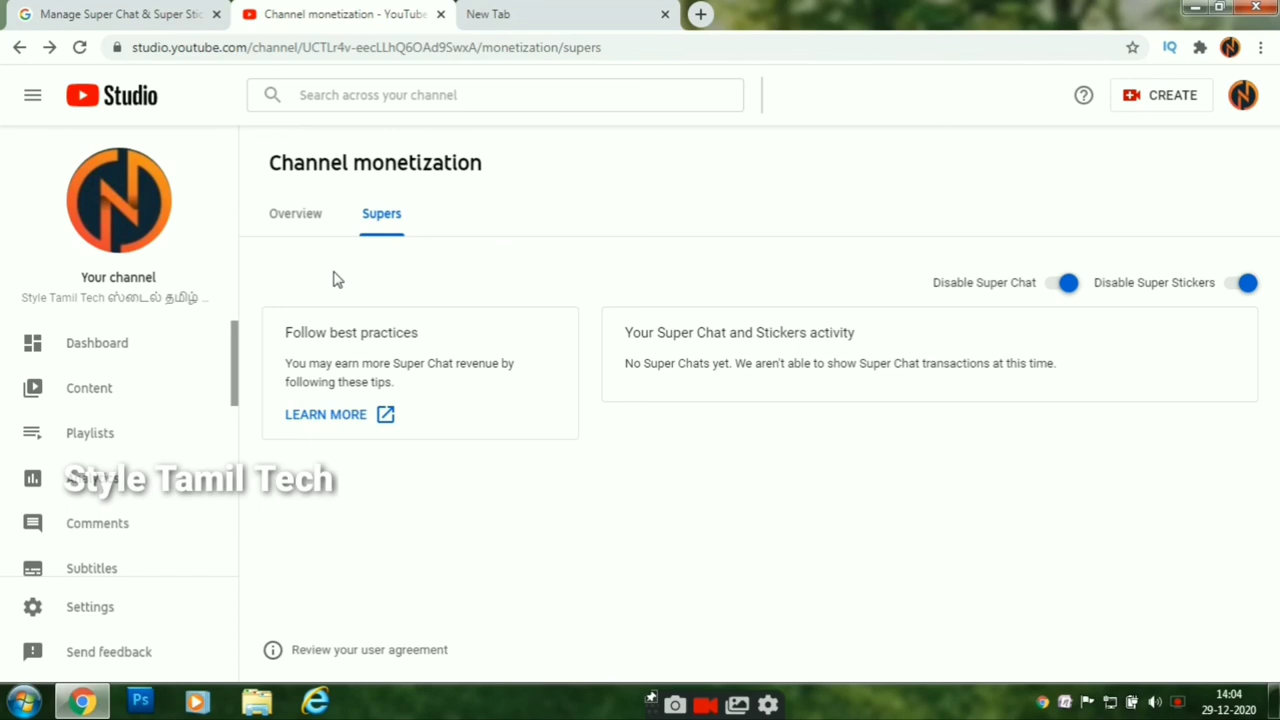 Manage Super Chat & Super Stic
Channel monetization - YouTube
New Tab
studio.youtube.com/channel/UCTLr4v-eecLLhQ6OAd9SwxA/monetization/supers
IQ
Studio
Search across your channel
CREATE
Channel monetization
Overview
Supers
Your channel
Style Tamil Tech ஸ்டைல் தமிழ் ...
Disable Super Chat
Disable Super Stickers
Follow best practices
You may earn more Super Chat revenue by
following these tips.
LEARN MORE
Your Super Chat and Stickers activity
No Super Chats yet. We aren't able to show Super Chat transactions at this time.
Dashboard
Content
Playlists
Style Tamil Tech
Comments
Subtitles
Settings
Send feedback
Review your user agreement
Ps
14:04
29-12-2020